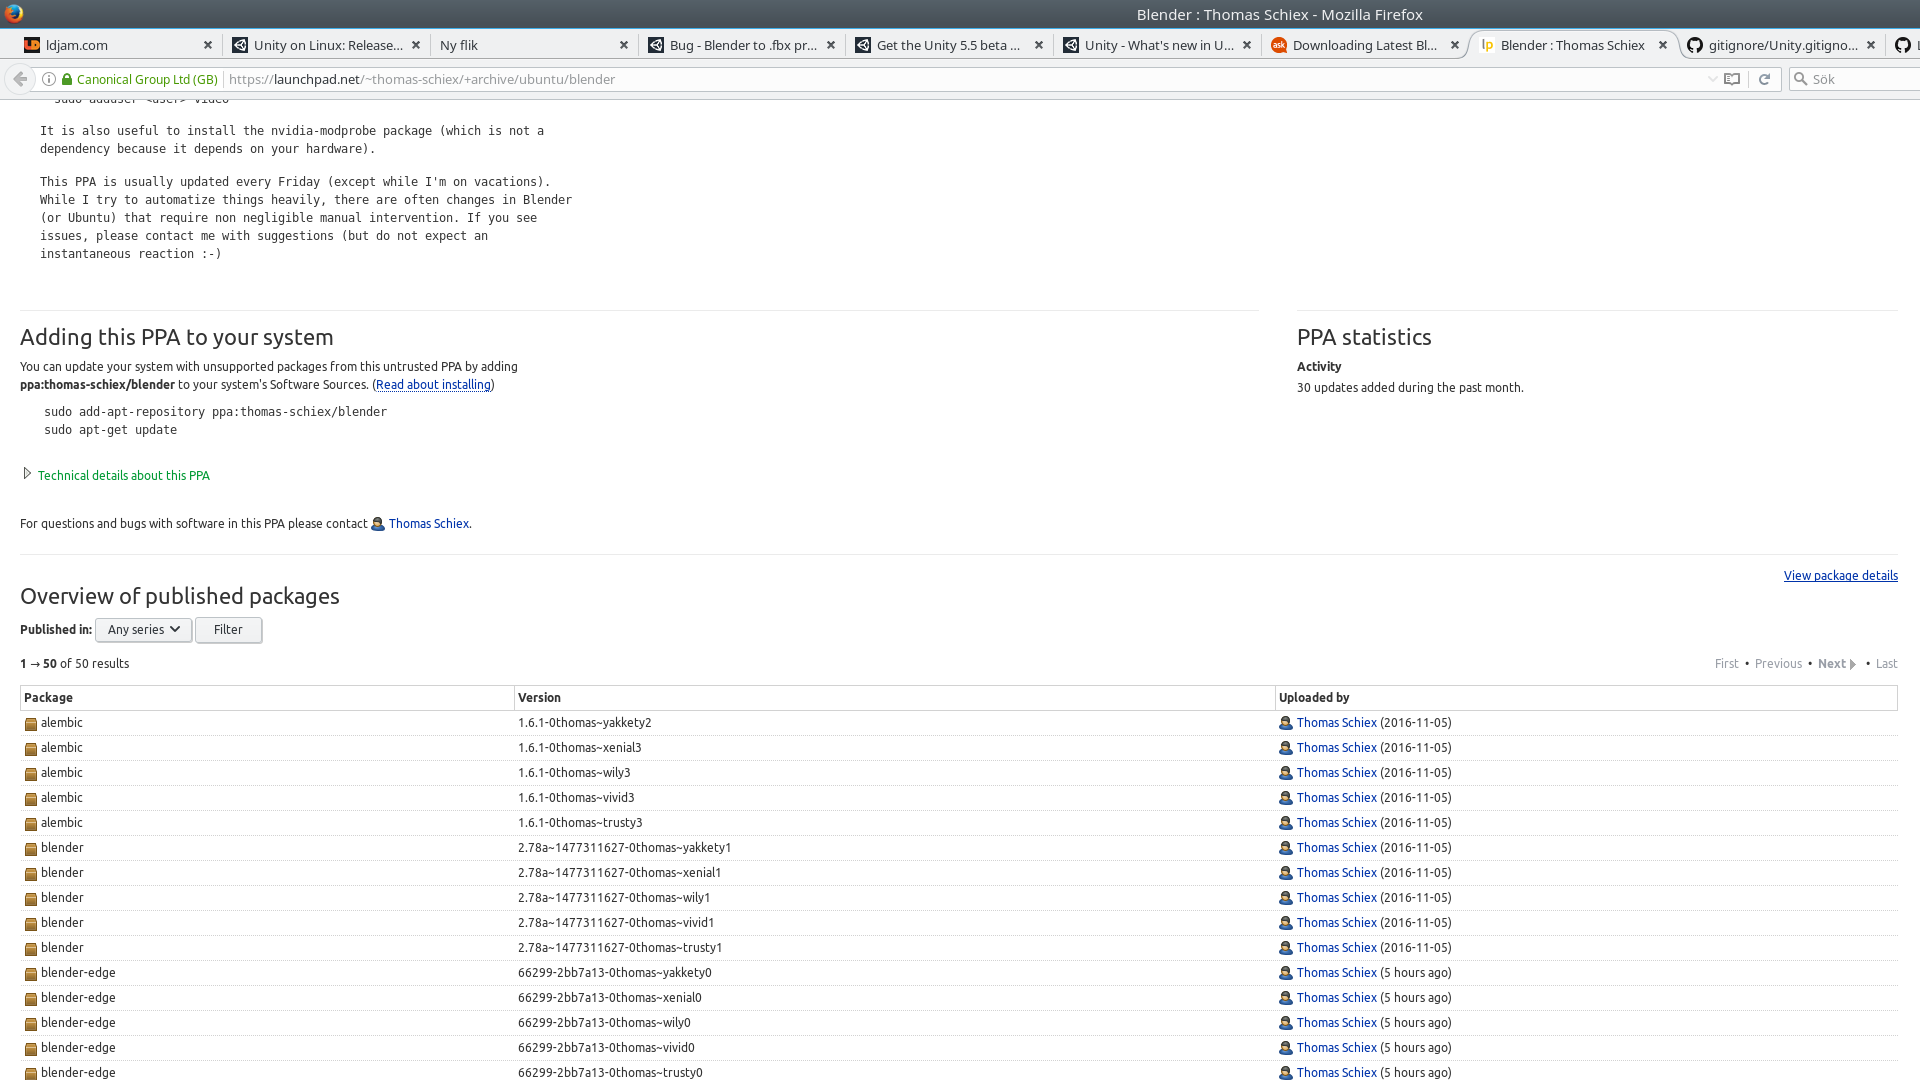 Blender : Thomas Schiex - Mozilla Firefox
ldjam.com
Unity on Linux: Release...
Ny flik
Bug - Blender to .fbx pr...
Get the Unity 5.5 beta ...
Unity - What's new in U...
ask
Downloading Latest Bl...
lp
Blender : Thomas Schiex
gitignore/Unity.gitigno...
Canonical Group Ltd (GB)
https://launchpad.net/~thomas-schiex/+archive/ubuntu/blender
Sök
sudo adduser <user> video
It is also useful to install the nvidia-modprobe package (which is not a
dependency because it depends on your hardware).
This PPA is usually updated every Friday (except while I'm on vacations).
While I try to automatize things heavily, there are often changes in Blender
(or Ubuntu) that require non negligible manual intervention. If you see
issues, please contact me with suggestions (but do not expect an
instantaneous reaction :-)
Adding this PPA to your system
You can update your system with unsupported packages from this untrusted PPA by adding
ppa:thomas-schiex/blender to your system's Software Sources. (Read about installing)
sudo add-apt-repository ppa:thomas-schiex/blender
sudo apt-get update
Technical details about this PPA
For questions and bugs with software in this PPA please contact Thomas Schiex.
PPA statistics
Activity
30 updates added during the past month.
View package details
Overview of published packages
Published in: Any series Filter
1 → 50 of 50 results
First • Previous • Next • Last
Package Version Uploaded by
alembic 1.6.1-0thomas~yakkety2 Thomas Schiex (2016-11-05)
alembic 1.6.1-0thomas~xenial3 Thomas Schiex (2016-11-05)
alembic 1.6.1-0thomas~wily3 Thomas Schiex (2016-11-05)
alembic 1.6.1-0thomas~vivid3 Thomas Schiex (2016-11-05)
alembic 1.6.1-0thomas~trusty3 Thomas Schiex (2016-11-05)
blender 2.78a~1477311627-0thomas~yakkety1 Thomas Schiex (2016-11-05)
blender 2.78a~1477311627-0thomas~xenial1 Thomas Schiex (2016-11-05)
blender 2.78a~1477311627-0thomas~wily1 Thomas Schiex (2016-11-05)
blender 2.78a~1477311627-0thomas~vivid1 Thomas Schiex (2016-11-05)
blender 2.78a~1477311627-0thomas~trusty1 Thomas Schiex (2016-11-05)
blender-edge 66299-2bb7a13-0thomas~yakkety0 Thomas Schiex (5 hours ago)
blender-edge 66299-2bb7a13-0thomas~xenial0 Thomas Schiex (5 hours ago)
blender-edge 66299-2bb7a13-0thomas~wily0 Thomas Schiex (5 hours ago)
blender-edge 66299-2bb7a13-0thomas~vivid0 Thomas Schiex (5 hours ago)
blender-edge 66299-2bb7a13-0thomas~trusty0 Thomas Schiex (5 hours ago)